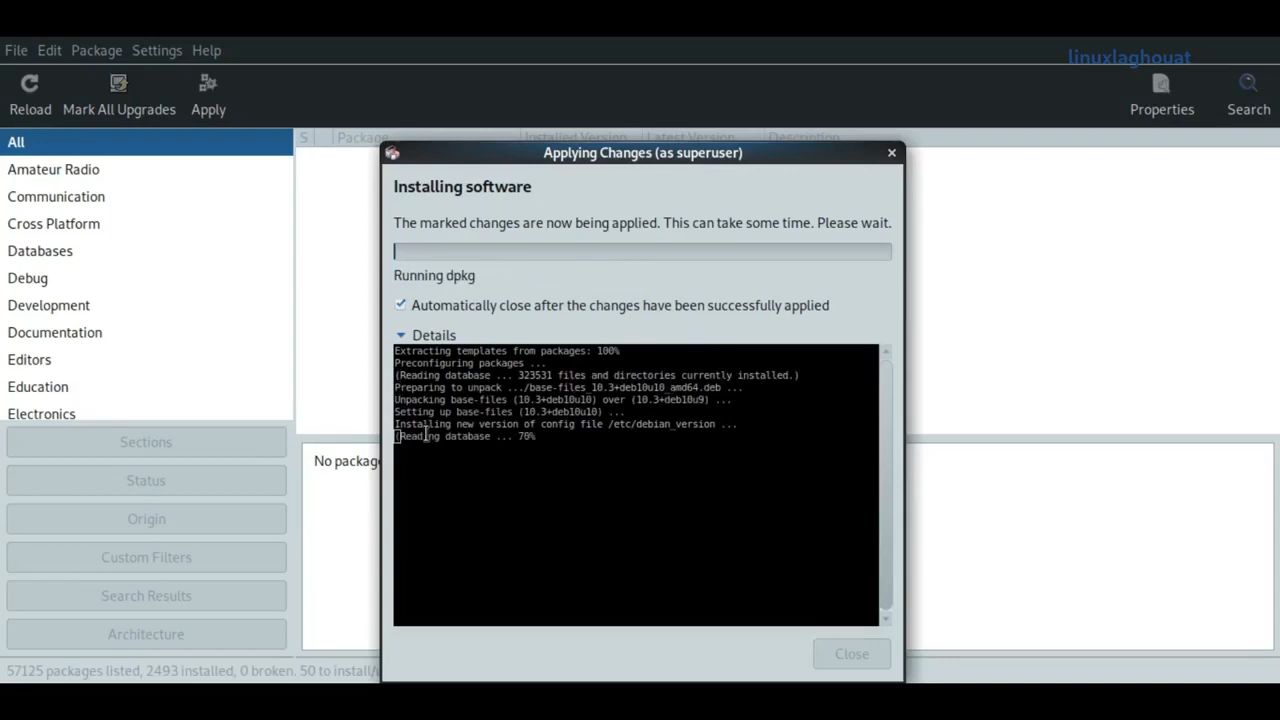 File Edit Package Settings Help
linuxlaghouat
Reload Mark All Upgrades Apply Properties Search
All
Amateur Radio
Communication
Cross Platform
Databases
Debug
Development
Documentation
Editors
Education
Electronics
S Package Installed Version Latest Version Description
Applying Changes (as superuser)
Installing software
The marked changes are now being applied. This can take some time. Please wait.
Running dpkg
Automatically close after the changes have been successfully applied
Details
Extracting templates from packages: 100%
Preconfiguring packages ...
(Reading database ... 323531 files and directories currently installed.)
Preparing to unpack .../base-files_10.3+deb10u10_amd64.deb ...
Unpacking base-files (10.3+deb10u10) over (10.3+deb10u9) ...
Setting up base-files (10.3+deb10u10) ...
Installing new version of config file /etc/debian_version ...
(Reading database ... 70%
Close
Sections
Status
Origin
Custom Filters
Search Results
Architecture
No packag
57125 packages listed, 2493 installed, 0 broken. 50 to install/